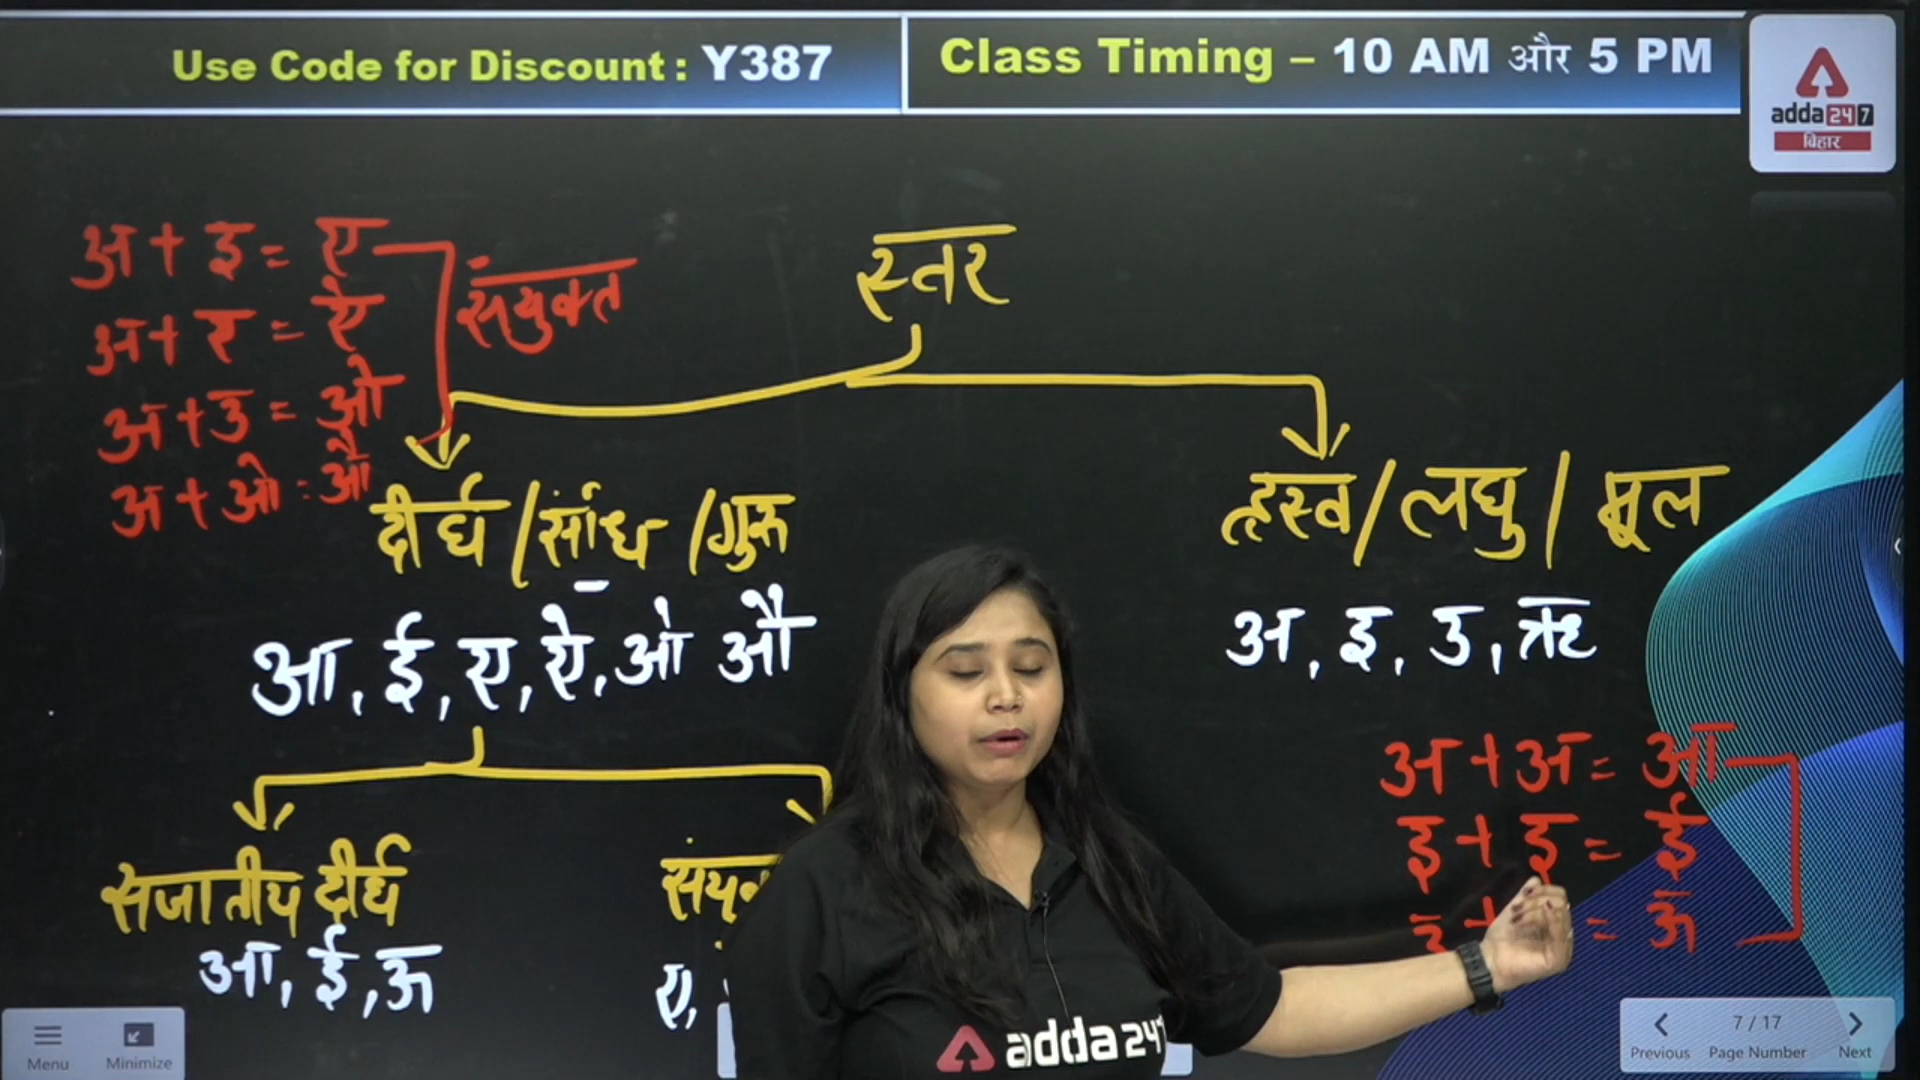 Use Code for Discount : Y387
Class Timing – 10 AM और 5 PM
adda247
बिहार
अ + इ = ए
अ + ए = ऐ
अ + उ = ओ
अ + ओ = औ
संयुक्त
स्वर
दीर्घ / संधि / गुरू
ह्रस्व / लघु / मूल
आ, ई, ए, ऐ, ओ औ
अ, इ, उ, ऋ
अ + अ = आ
इ + इ = ई
= ऊ
सजातीय दीर्घ
आ, ई, ऊ
ए,
adda247
Menu
Minimize
7 / 17
Previous Page Number Next